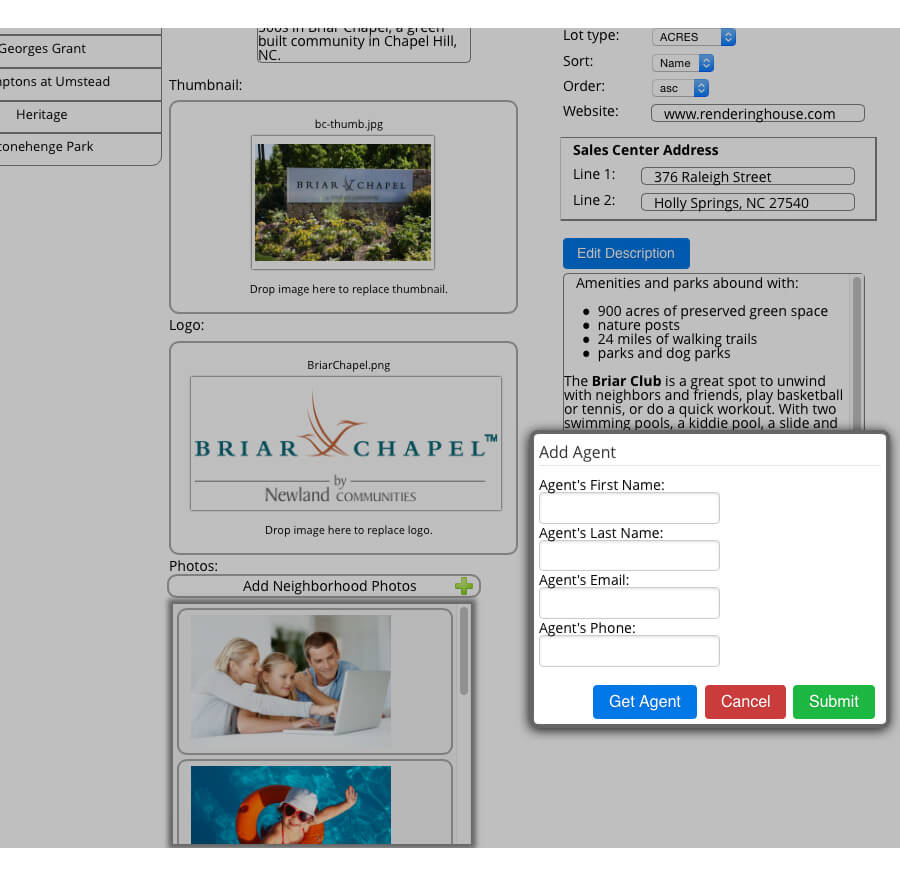 Georges Grant
at Umstead
Heritage
Park
in Briar Chapel, a green
built community in Chapel Hill,
NC.
Thumbnail:
bc-thumb.jpg
BRIAR CHAPEL
Drop image here to replace thumbnail.
Logo:
BriarChapel.png
BRIAR CHAPEL™
by
Newland COMMUNITIES
Drop image here to replace logo.
Photos:
Add Neighborhood Photos
Lot type: ACRES
Sort: Name
Order: asc
Website: www.renderinghouse.com
Sales Center Address
Line 1: 376 Raleigh Street
Line 2: Holly Springs, NC 27540
Edit Description
Amenities and parks abound with:
• 900 acres of preserved green space
• nature posts
• 24 miles of walking trails
• parks and dog parks
The Briar Club is a great spot to unwind
with neighbors and friends, play basketball
or tennis, or do a quick workout. With two
swimming pools, a kiddie pool, a slide and
Add Agent
Agent's First Name:
Agent's Last Name:
Agent's Email:
Agent's Phone:
Get Agent Cancel Submit